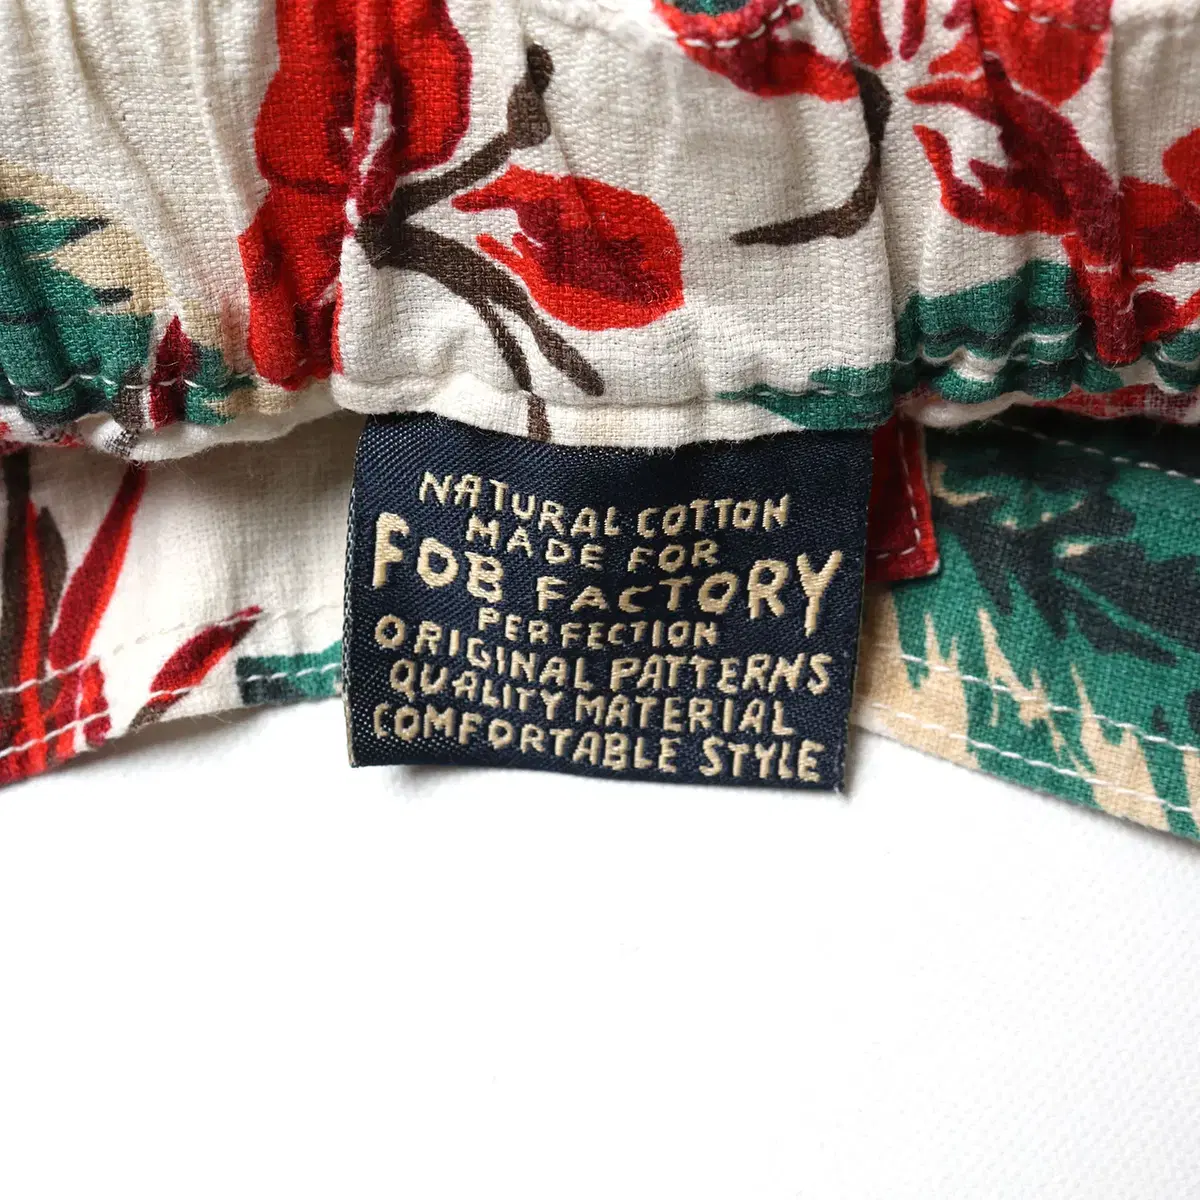 NATURAL COTTON
MADE FOR
FOB FACTORY
PERFECTION
ORIGINAL PATTERNS
QUALITY MATERIAL
COMFORTABLE STYLE